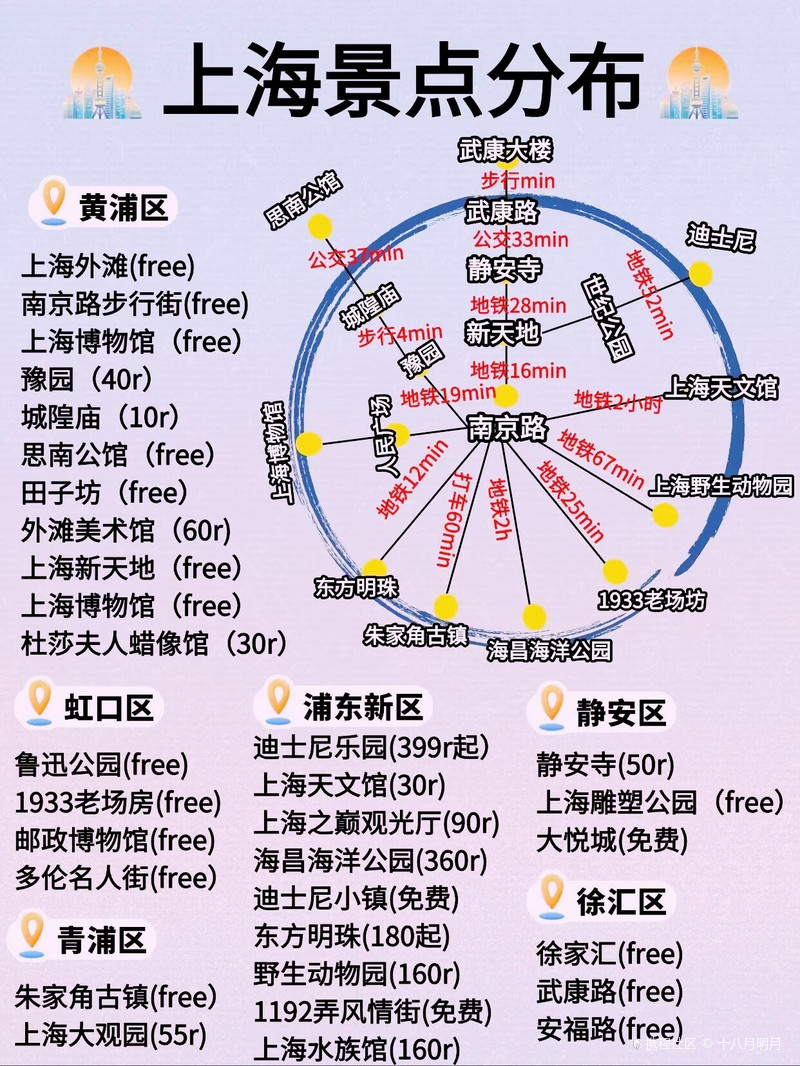 上海景点分布
黄浦区
上海外滩(free)
南京路步行街(free)
上海博物馆（free）
豫园（40r）
城隍庙（10r）
思南公馆（free）
田子坊（free）
外滩美术馆（60r）
上海新天地（free）
上海博物馆（free）
杜莎夫人蜡像馆（30r）
武康大楼
步行min
武康路
公交33min
静安寺
地铁28min
新天地
地铁16min
南京路
思南公馆
公交37min
城隍庙
步行4min
豫园
地铁19min
迪士尼
地铁52min
世纪公园
上海天文馆
地铁2小时
上海野生动物园
地铁67min
1933老场坊
地铁25min
海昌海洋公园
地铁2h
朱家角古镇
打车60min
东方明珠
地铁12min
人民广场
上海博物馆
虹口区
鲁迅公园(free)
1933老场房(free)
邮政博物馆(free)
多伦名人街(free）
青浦区
朱家角古镇(free）
上海大观园(55r)
浦东新区
迪士尼乐园(399r起）
上海天文馆(30r)
上海之巅观光厅(90r)
海昌海洋公园(360r)
迪士尼小镇(免费)
东方明珠(180起)
野生动物园(160r)
1192弄风情街(免费)
上海水族馆(160r)
静安区
静安寺(50r)
上海雕塑公园（free）
大悦城(免费)
徐汇区
徐家汇(free)
武康路(free)
安福路(free)
携程社区 © 十八月明月